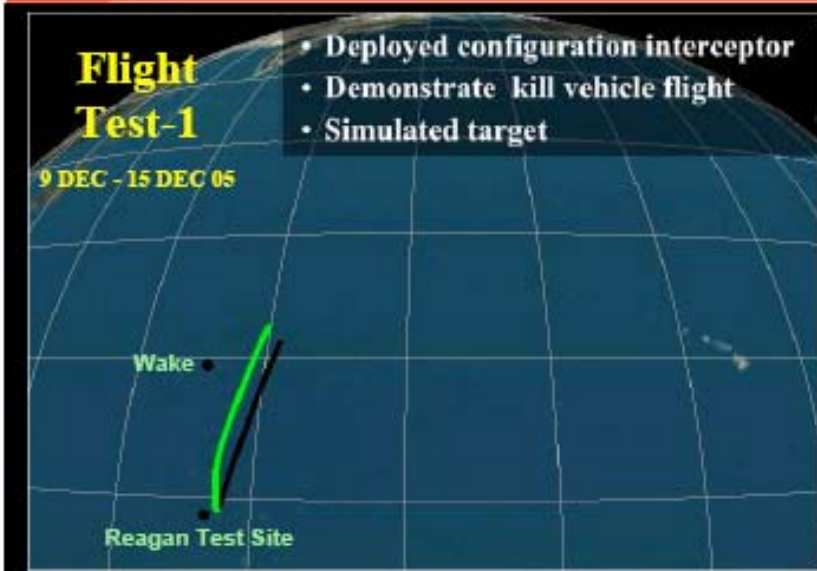 Flight
Test-1
9 DEC - 15 DEC 05
• Deployed configuration interceptor
• Demonstrate kill vehicle flight
• Simulated target
Wake
Reagan Test Site